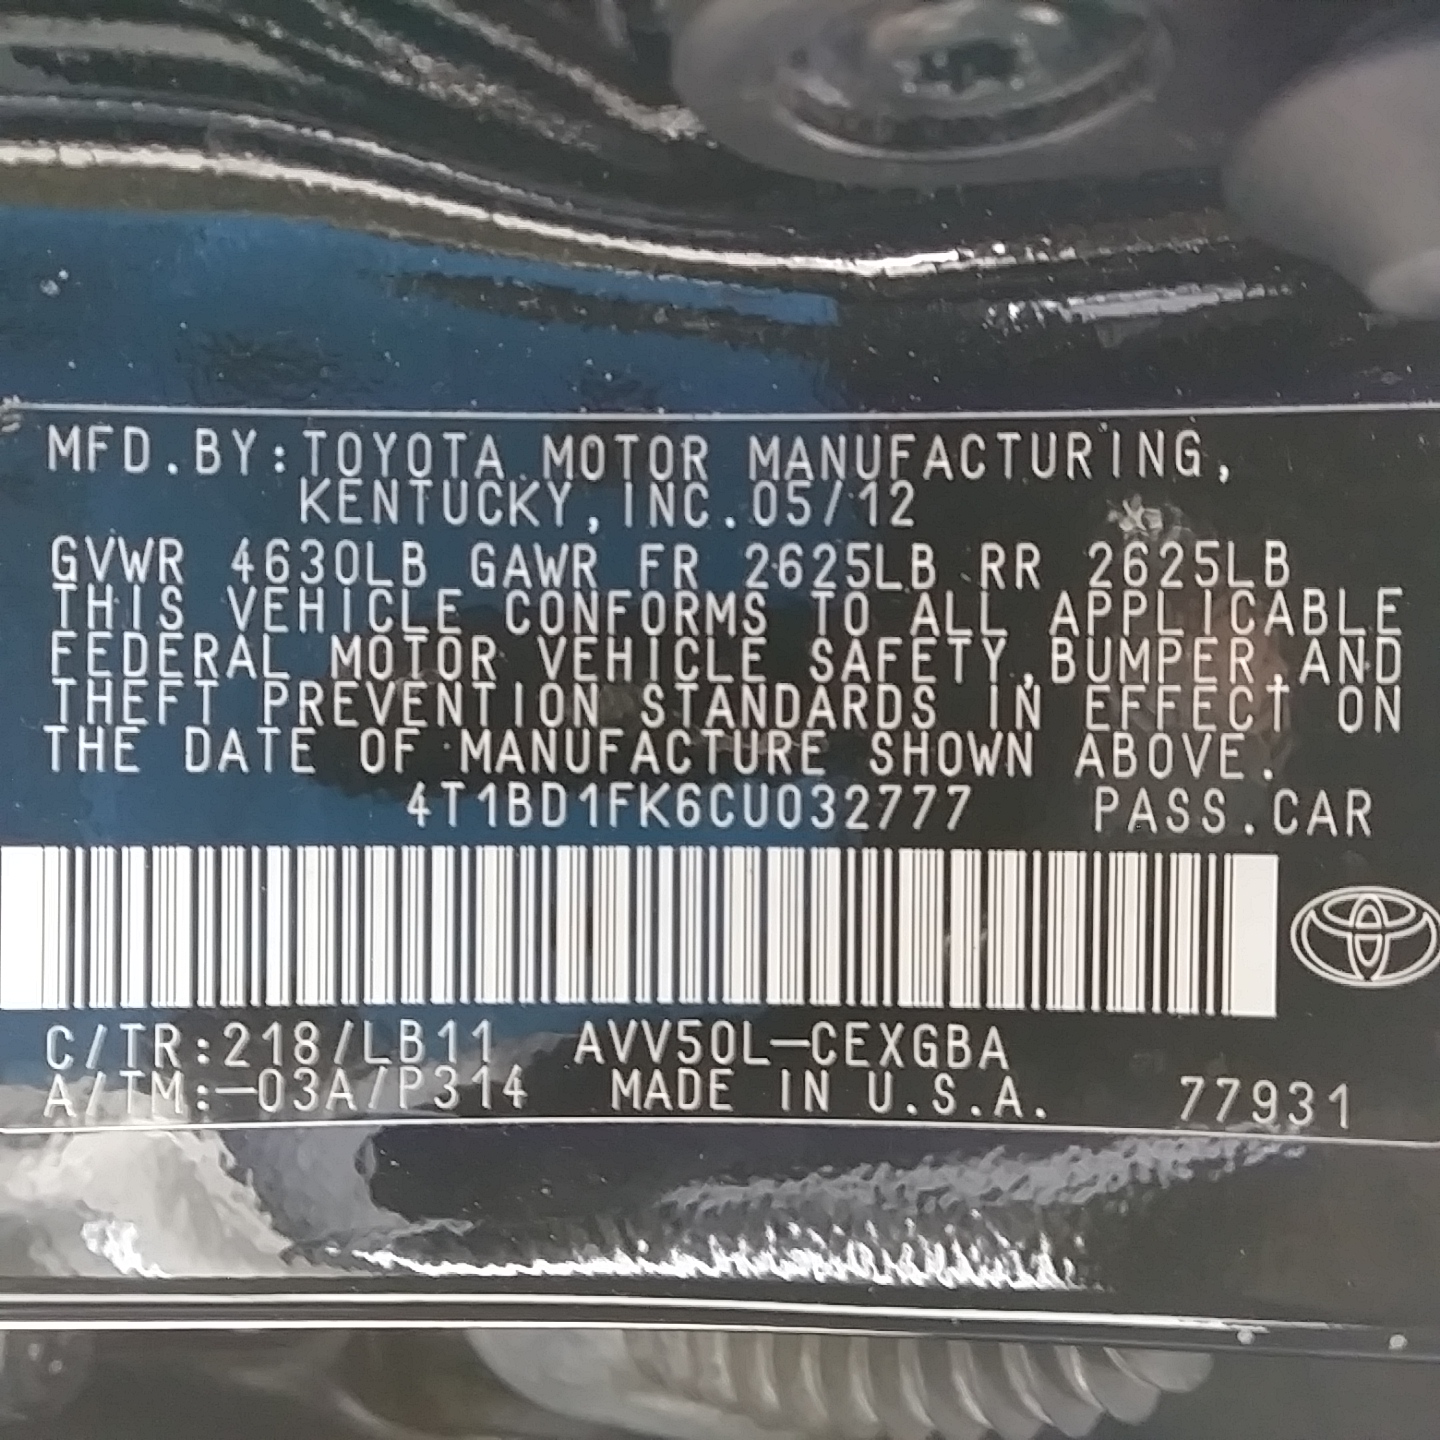 MFD.BY:TOYOTA MOTOR MANUFACTURING,
KENTUCKY,INC.05/12
GVWR 4630LB GAWR FR 2625LB RR 2625LB
THIS VEHICLE CONFORMS TO ALL APPLICABLE
FEDERAL MOTOR VEHICLE SAFETY,BUMPER,AND
THEFT PREVENTION STANDARDS IN EFFECT ON
THE DATE OF MANUFACTURE SHOWN ABOVE.
4T1BD1FK6CU032777 PASS.CAR
C/TR:218/LB11 AVV50L-CEXGBA
A/TM:-03A/P314 MADE IN U.S.A. 77931